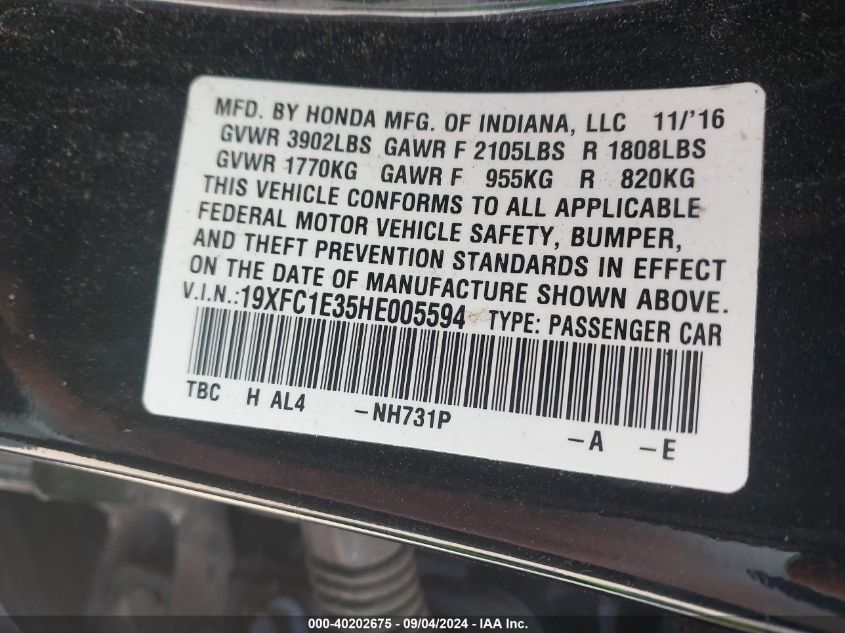 MFD. BY HONDA MFG. OF INDIANA, LLC 11/'16
GVWR 3902LBS GAWR F 2105LBS R 1808LBS
GVWR 1770KG GAWR F 955KG R 820KG
THIS VEHICLE CONFORMS TO ALL APPLICABLE
FEDERAL MOTOR VEHICLE SAFETY, BUMPER,
AND THEFT PREVENTION STANDARDS IN EFFECT
ON THE DATE OF MANUFACTURE SHOWN ABOVE.
V.I.N.:19XFC1E35HE005594 TYPE: PASSENGER CAR
TBC H AL4 -NH731P -A -E
000-40202675 - 09/04/2024 - IAA Inc.